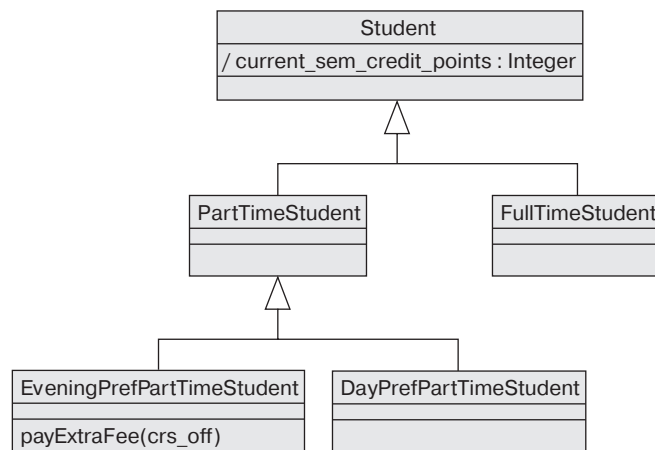 Student
/ current_sem_credit_points : Integer
PartTimeStudent
FullTimeStudent
EveningPrefPartTimeStudent
DayPrefPartTimeStudent
payExtraFee(crs_off)